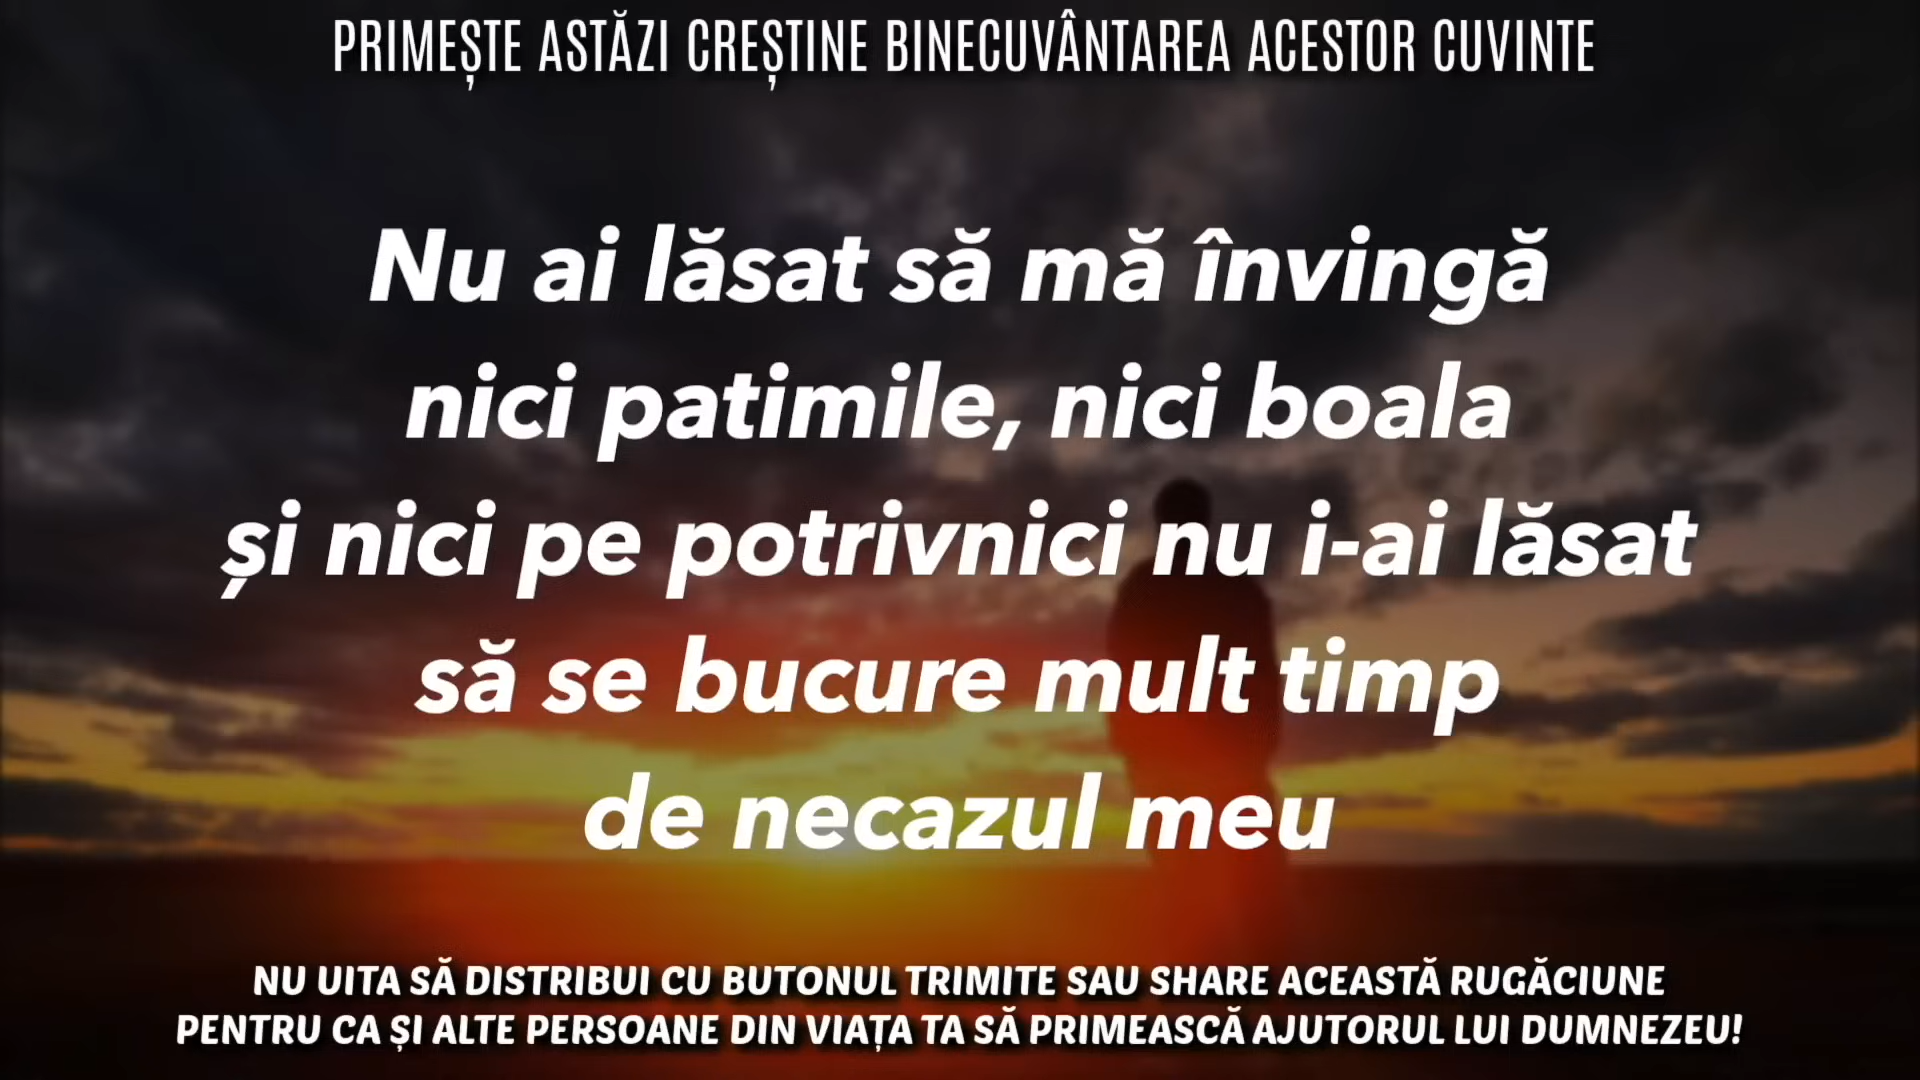 PRIMEȘTE ASTĂZI CREȘTINE BINECUVÂNTAREA ACESTOR CUVINTE
Nu ai lăsat să mă învingă
nici patimile, nici boala
și nici pe potrivnici nu i-ai lăsat
să se bucure mult timp
de necazul meu
NU UITA SĂ DISTRIBUI CU BUTONUL TRIMITE SAU SHARE ACEASTĂ RUGĂCIUNE
PENTRU CA ȘI ALTE PERSOANE DIN VIAȚA TA SĂ PRIMEASCĂ AJUTORUL LUI DUMNEZEU!